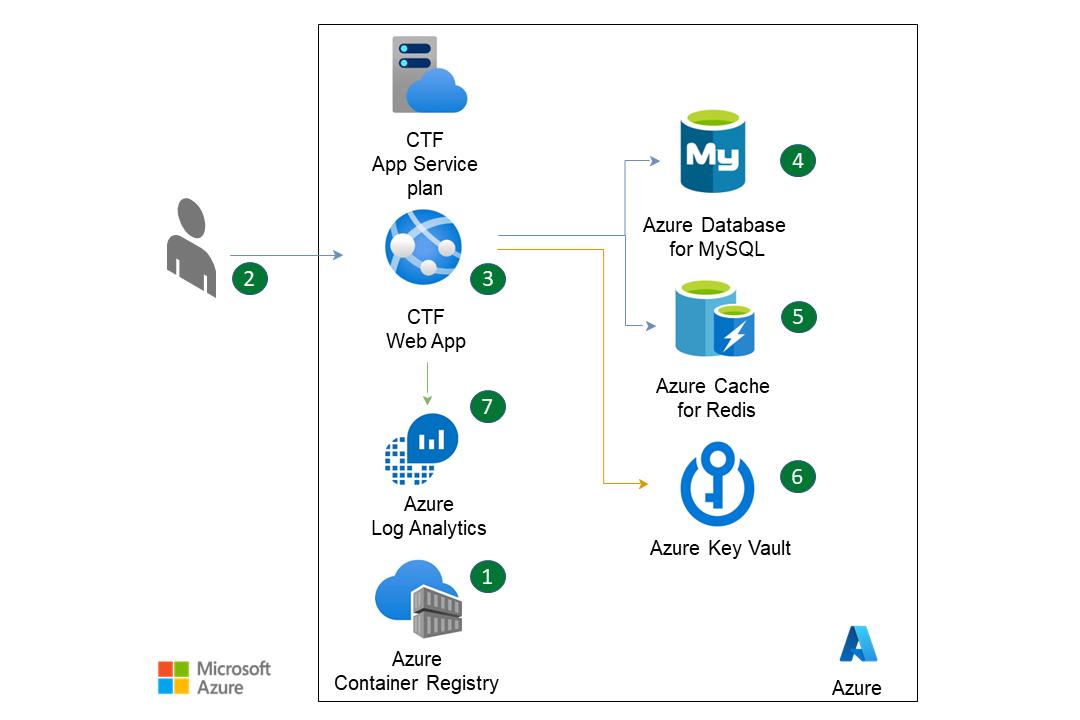 CTF
App Service
plan
My
4
Azure Database
for MySQL
2
3
CTF
Web App
5
Azure Cache
for Redis
7
Azure
Log Analytics
6
Azure Key Vault
1
Azure
Container Registry
Microsoft
Azure
Azure